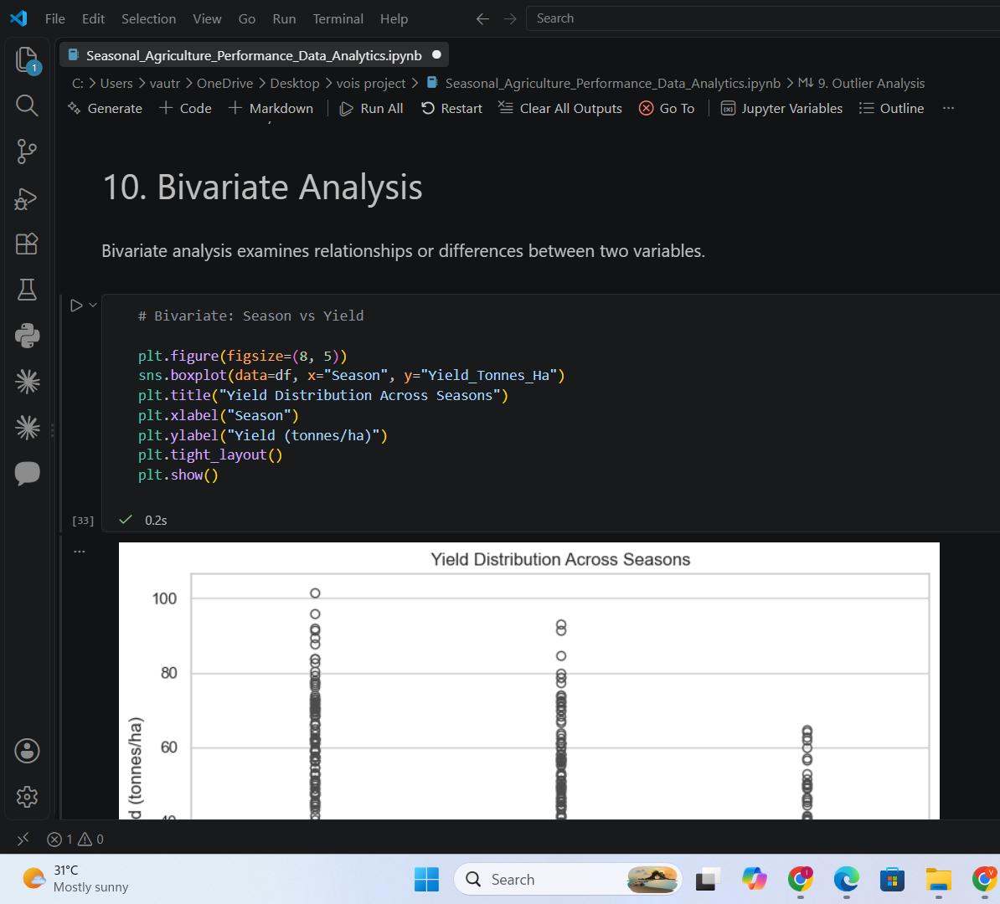 File Edit Selection View Go Run Terminal Help
Search
1
Seasonal_Agriculture_Performance_Data_Analytics.ipynb
C: > Users > vautr > OneDrive > Desktop > vois project > Seasonal_Agriculture_Performance_Data_Analytics.ipynb > M↓ 9. Outlier Analysis
Generate + Code + Markdown Run All Restart Clear All Outputs Go To Jupyter Variables Outline ...
10. Bivariate Analysis
Bivariate analysis examines relationships or differences between two variables.
# Bivariate: Season vs Yield
plt.figure(figsize=(8, 5))
sns.boxplot(data=df, x="Season", y="Yield_Tonnes_Ha")
plt.title("Yield Distribution Across Seasons")
plt.xlabel("Season")
plt.ylabel("Yield (tonnes/ha)")
plt.tight_layout()
plt.show()
[33] 0.2s
...
Yield Distribution Across Seasons
100
80
60
40
d (tonnes/ha)
1 0
31°C
Mostly sunny
Search